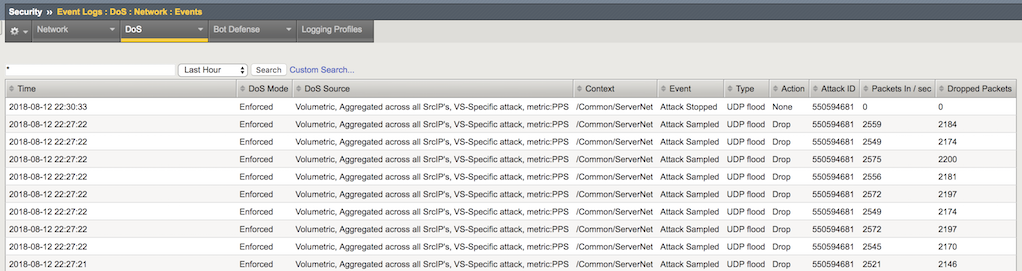 Security ›› Event Logs : DoS : Network : Events
Network DoS Bot Defense Logging Profiles
* Last Hour Search Custom Search...
Time DoS Mode DoS Source Context Event Type Action Attack ID Packets In / sec Dropped Packets
2018-08-12 22:30:33 Enforced Volumetric, Aggregated across all SrcIP's, VS-Specific attack, metric:PPS /Common/ServerNet Attack Stopped UDP flood None 550594681 0 0
2018-08-12 22:27:22 Enforced Volumetric, Aggregated across all SrcIP's, VS-Specific attack, metric:PPS /Common/ServerNet Attack Sampled UDP flood Drop 550594681 2559 2184
2018-08-12 22:27:22 Enforced Volumetric, Aggregated across all SrcIP's, VS-Specific attack, metric:PPS /Common/ServerNet Attack Sampled UDP flood Drop 550594681 2549 2174
2018-08-12 22:27:22 Enforced Volumetric, Aggregated across all SrcIP's, VS-Specific attack, metric:PPS /Common/ServerNet Attack Sampled UDP flood Drop 550594681 2575 2200
2018-08-12 22:27:22 Enforced Volumetric, Aggregated across all SrcIP's, VS-Specific attack, metric:PPS /Common/ServerNet Attack Sampled UDP flood Drop 550594681 2556 2181
2018-08-12 22:27:22 Enforced Volumetric, Aggregated across all SrcIP's, VS-Specific attack, metric:PPS /Common/ServerNet Attack Sampled UDP flood Drop 550594681 2572 2197
2018-08-12 22:27:22 Enforced Volumetric, Aggregated across all SrcIP's, VS-Specific attack, metric:PPS /Common/ServerNet Attack Sampled UDP flood Drop 550594681 2549 2174
2018-08-12 22:27:22 Enforced Volumetric, Aggregated across all SrcIP's, VS-Specific attack, metric:PPS /Common/ServerNet Attack Sampled UDP flood Drop 550594681 2572 2197
2018-08-12 22:27:22 Enforced Volumetric, Aggregated across all SrcIP's, VS-Specific attack, metric:PPS /Common/ServerNet Attack Sampled UDP flood Drop 550594681 2545 2170
2018-08-12 22:27:21 Enforced Volumetric, Aggregated across all SrcIP's, VS-Specific attack, metric:PPS /Common/ServerNet Attack Sampled UDP flood Drop 550594681 2521 2146